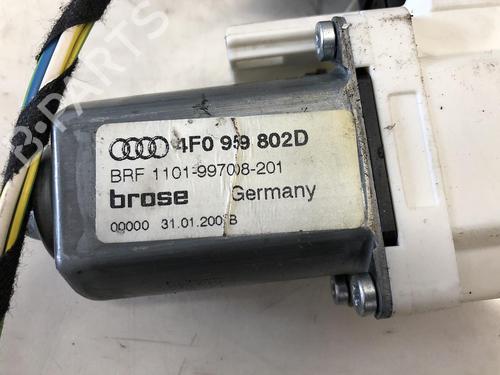 4F0 959 802D
BRF 1101-997008-201
brose Germany
00000 31.01.2008
B-PARTS